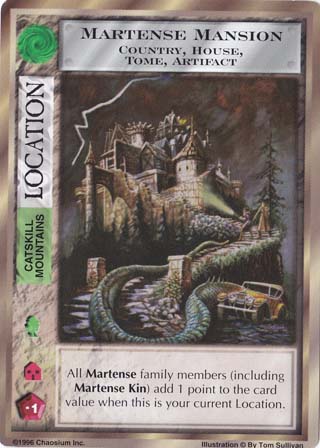 MARTENSE MANSION
COUNTRY, HOUSE,
TOME, ARTIFACT
LOCATION
CATSKILL
MOUNTAINS
-1
All Martense family members (including
Martense Kin) add 1 point to the card
value when this is your current Location.
©1996 Chaosium Inc.
Illustration © By Tom Sullivan